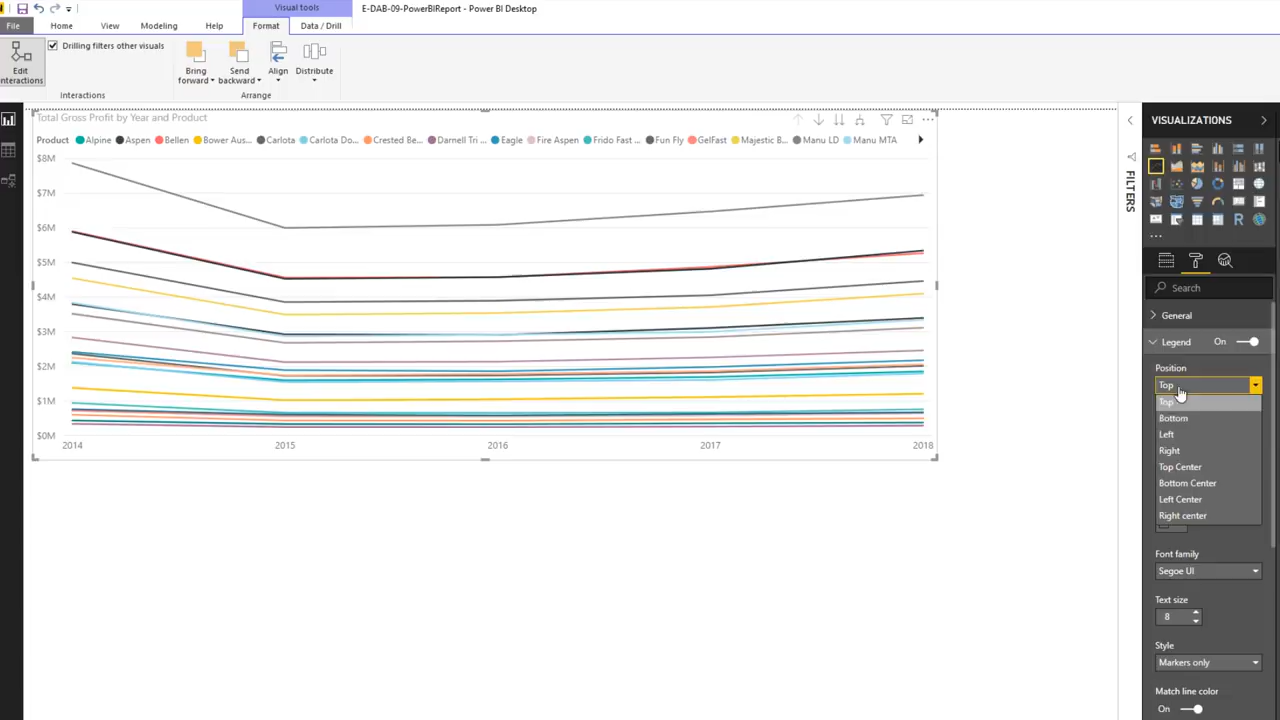 Visual tools
E-DAB-09-PowerBIReport - Power BI Desktop
File Home View Modeling Help Format Data / Drill
Edit interactions
Drilling filters other visuals
Bring forward
Send backward
Align
Distribute
Interactions
Arrange
Total Gross Profit by Year and Product
Product Alpine Aspen Bellen Bower Aus... Carlota Carlota Do... Crested Be... Darnell Tri ... Eagle Fire Aspen Frido Fast ... Fun Fly GelFast Majestic B... Manu LD Manu MTA
$8M
$7M
$6M
$5M
$4M
$3M
$2M
$1M
$0M
2014 2015 2016 2017 2018
FILTERS
VISUALIZATIONS
R
Search
General
Legend On
Position
Top
Top
Bottom
Left
Right
Top Center
Bottom Center
Left Center
Right center
Font family
Segoe UI
Text size
8
Style
Markers only
Match line color
On